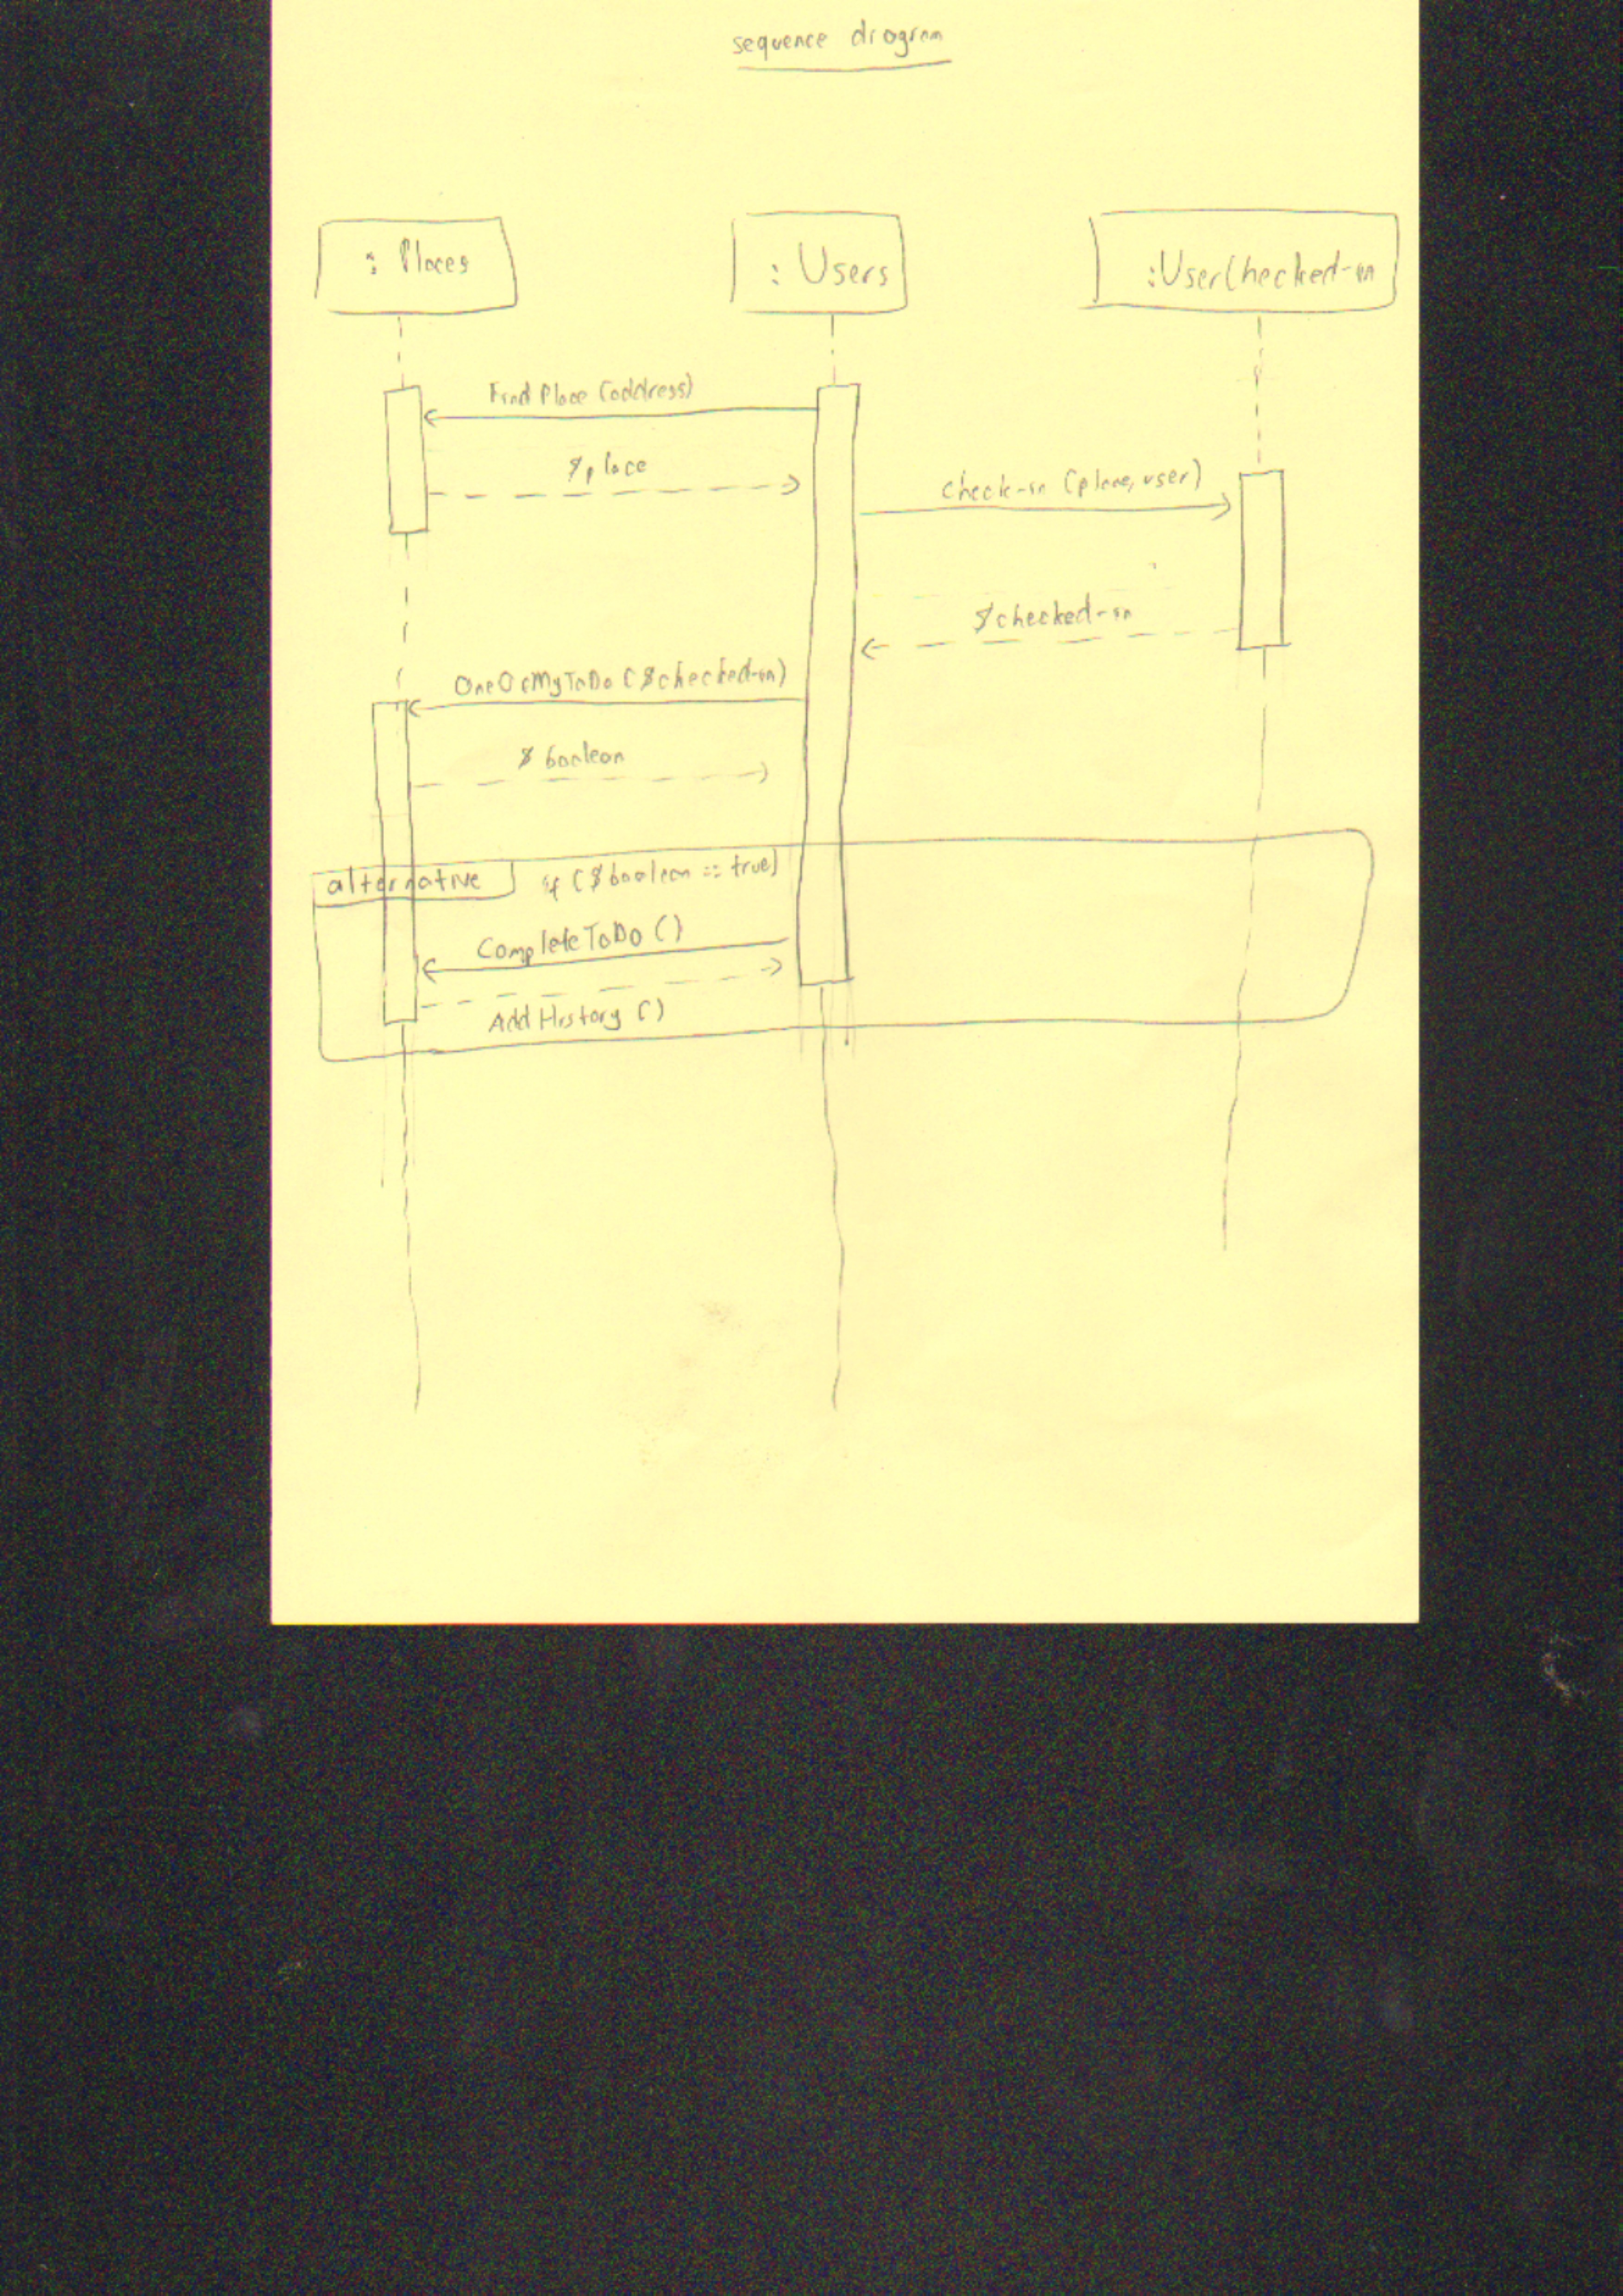 sequence diagram
: Places
: Users
:UserChecked-in
Find Place (address)
$place
check-in (place, user)
$checked-in
OneOfMyToDo ($checked-in)
$ boolean
alternative
if ($ boolean == true)
CompleteToDo ()
Add History ()